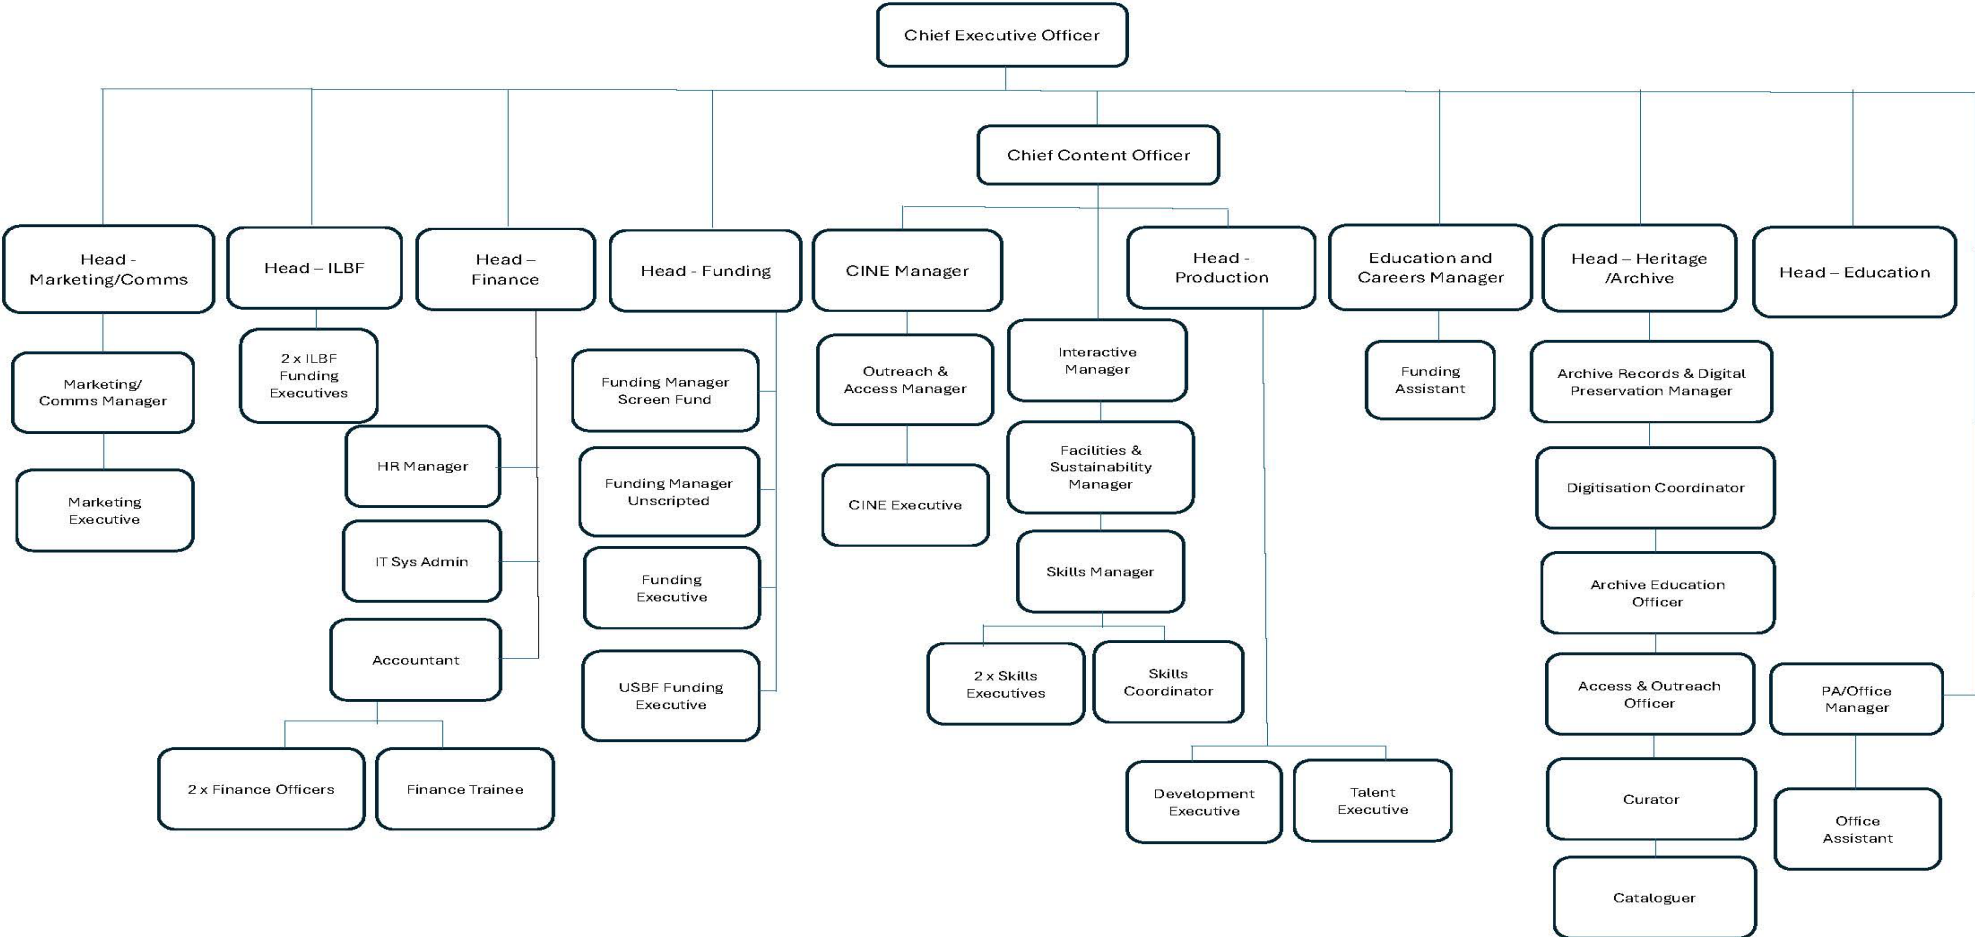 Chief Executive Officer
Chief Content Officer
Head -
Marketing/Comms
Head – ILBF
Head –
Finance
Head - Funding
CINE Manager
Head -
Production
Education and
Careers Manager
Head – Heritage
/Archive
Head – Education
Marketing/
Comms Manager
Marketing
Executive
2 x ILBF
Funding
Executives
HR Manager
IT Sys Admin
Accountant
2 x Finance Officers
Finance Trainee
Funding Manager
Screen Fund
Funding Manager
Unscripted
Funding
Executive
USBF Funding
Executive
Outreach &
Access Manager
CINE Executive
Interactive
Manager
Facilities &
Sustainability
Manager
Skills Manager
2 x Skills
Executives
Skills
Coordinator
Development
Executive
Talent
Executive
Funding
Assistant
Archive Records & Digital
Preservation Manager
Digitisation Coordinator
Archive Education
Officer
Access & Outreach
Officer
Curator
Cataloguer
PA/Office
Manager
Office
Assistant